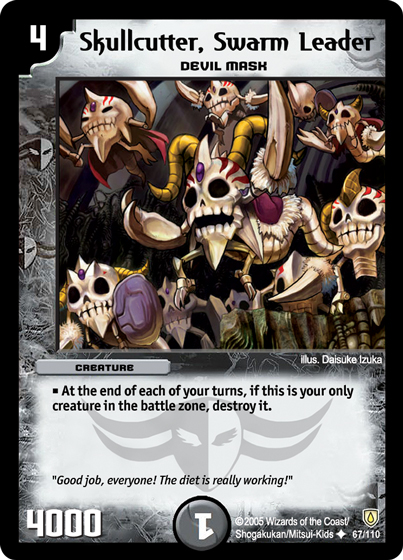 4
Skullcutter, Swarm Leader
DEVIL MASK
illus. Daisuke Izuka
CREATURE
▪ At the end of each of your turns, if this is your only
creature in the battle zone, destroy it.
"Good job, everyone! The diet is really working!"
4000
1
©2005 Wizards of the Coast/
Shogakukan/Mitsui-Kids ✦ 67/110